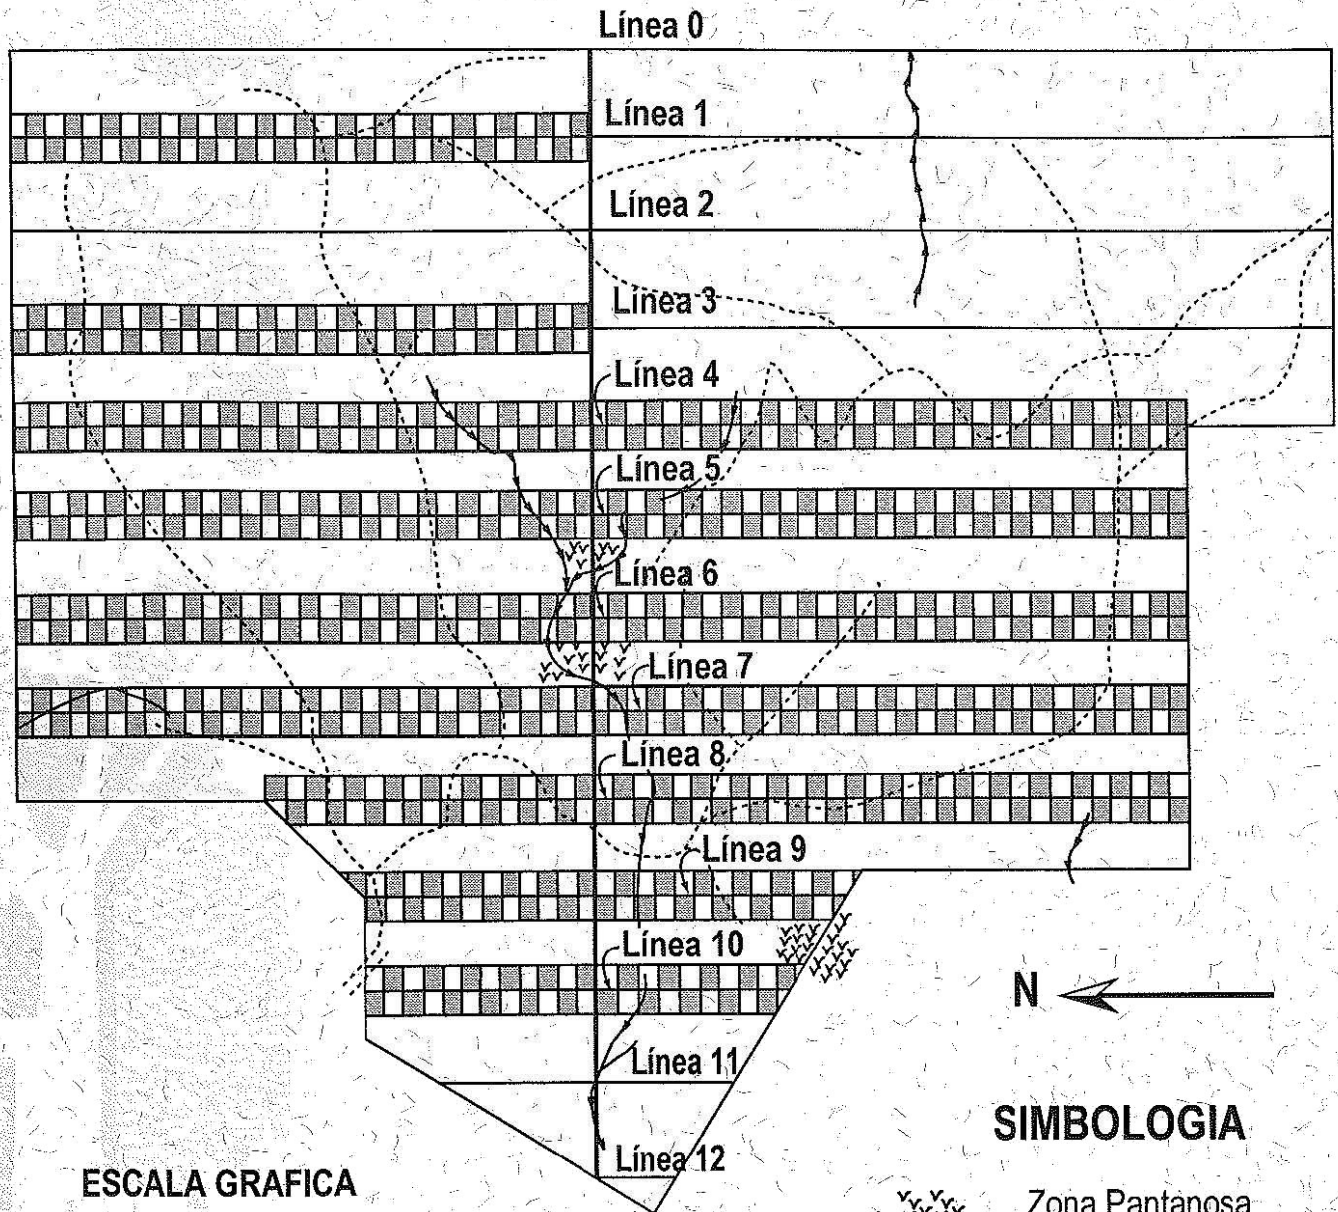 Línea 0
Línea 1
Línea 2
Línea 3
Línea 4
Línea 5
Línea 6
Línea 7
Línea 8
Línea 9
Línea 10
Línea 11
Línea 12
N
SIMBOLOGIA
ESCALA GRAFICA
Zona Pantanosa